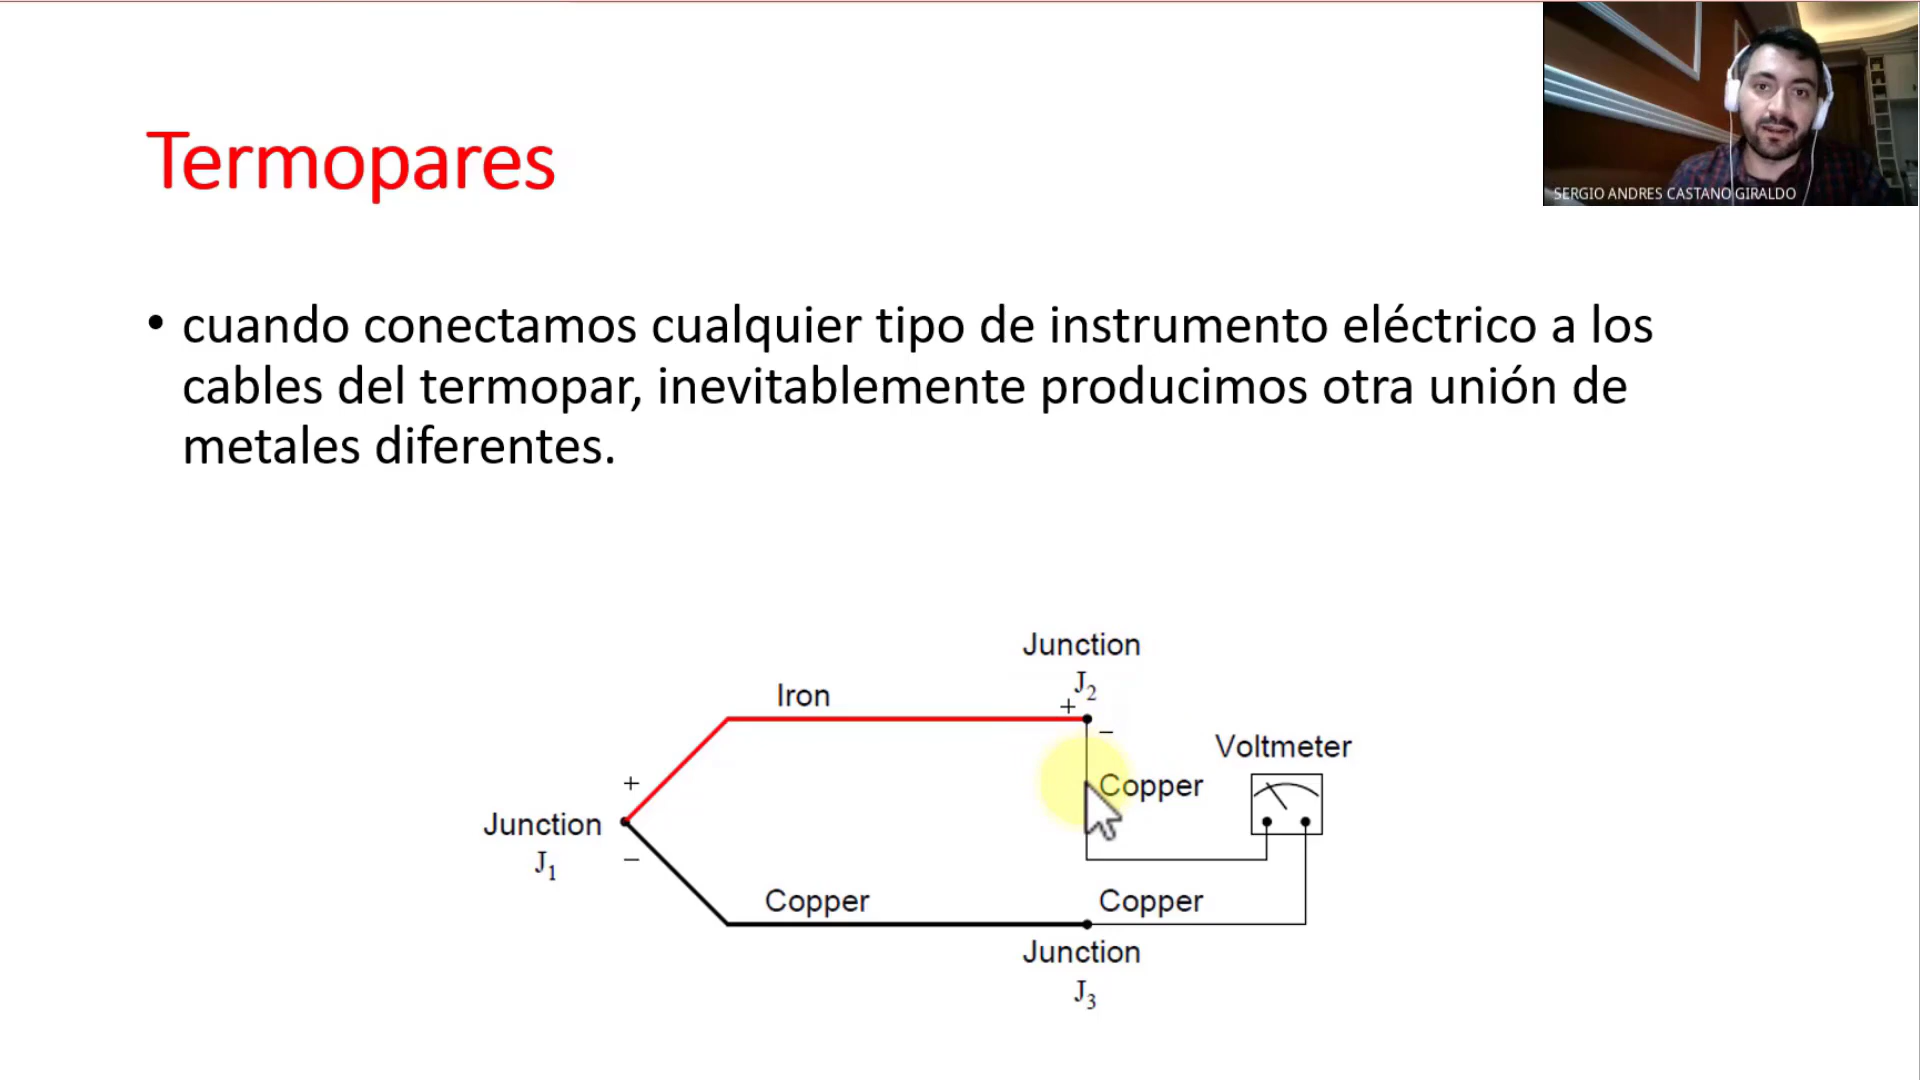 SERGIO ANDRES CASTANO GIRALDO
Termopares
• cuando conectamos cualquier tipo de instrumento eléctrico a los
cables del termopar, inevitablemente producimos otra unión de
metales diferentes.
Junction
J2
Iron
+
−
Voltmeter
+
Copper
Junction
J1
−
Copper
Copper
Junction
J3